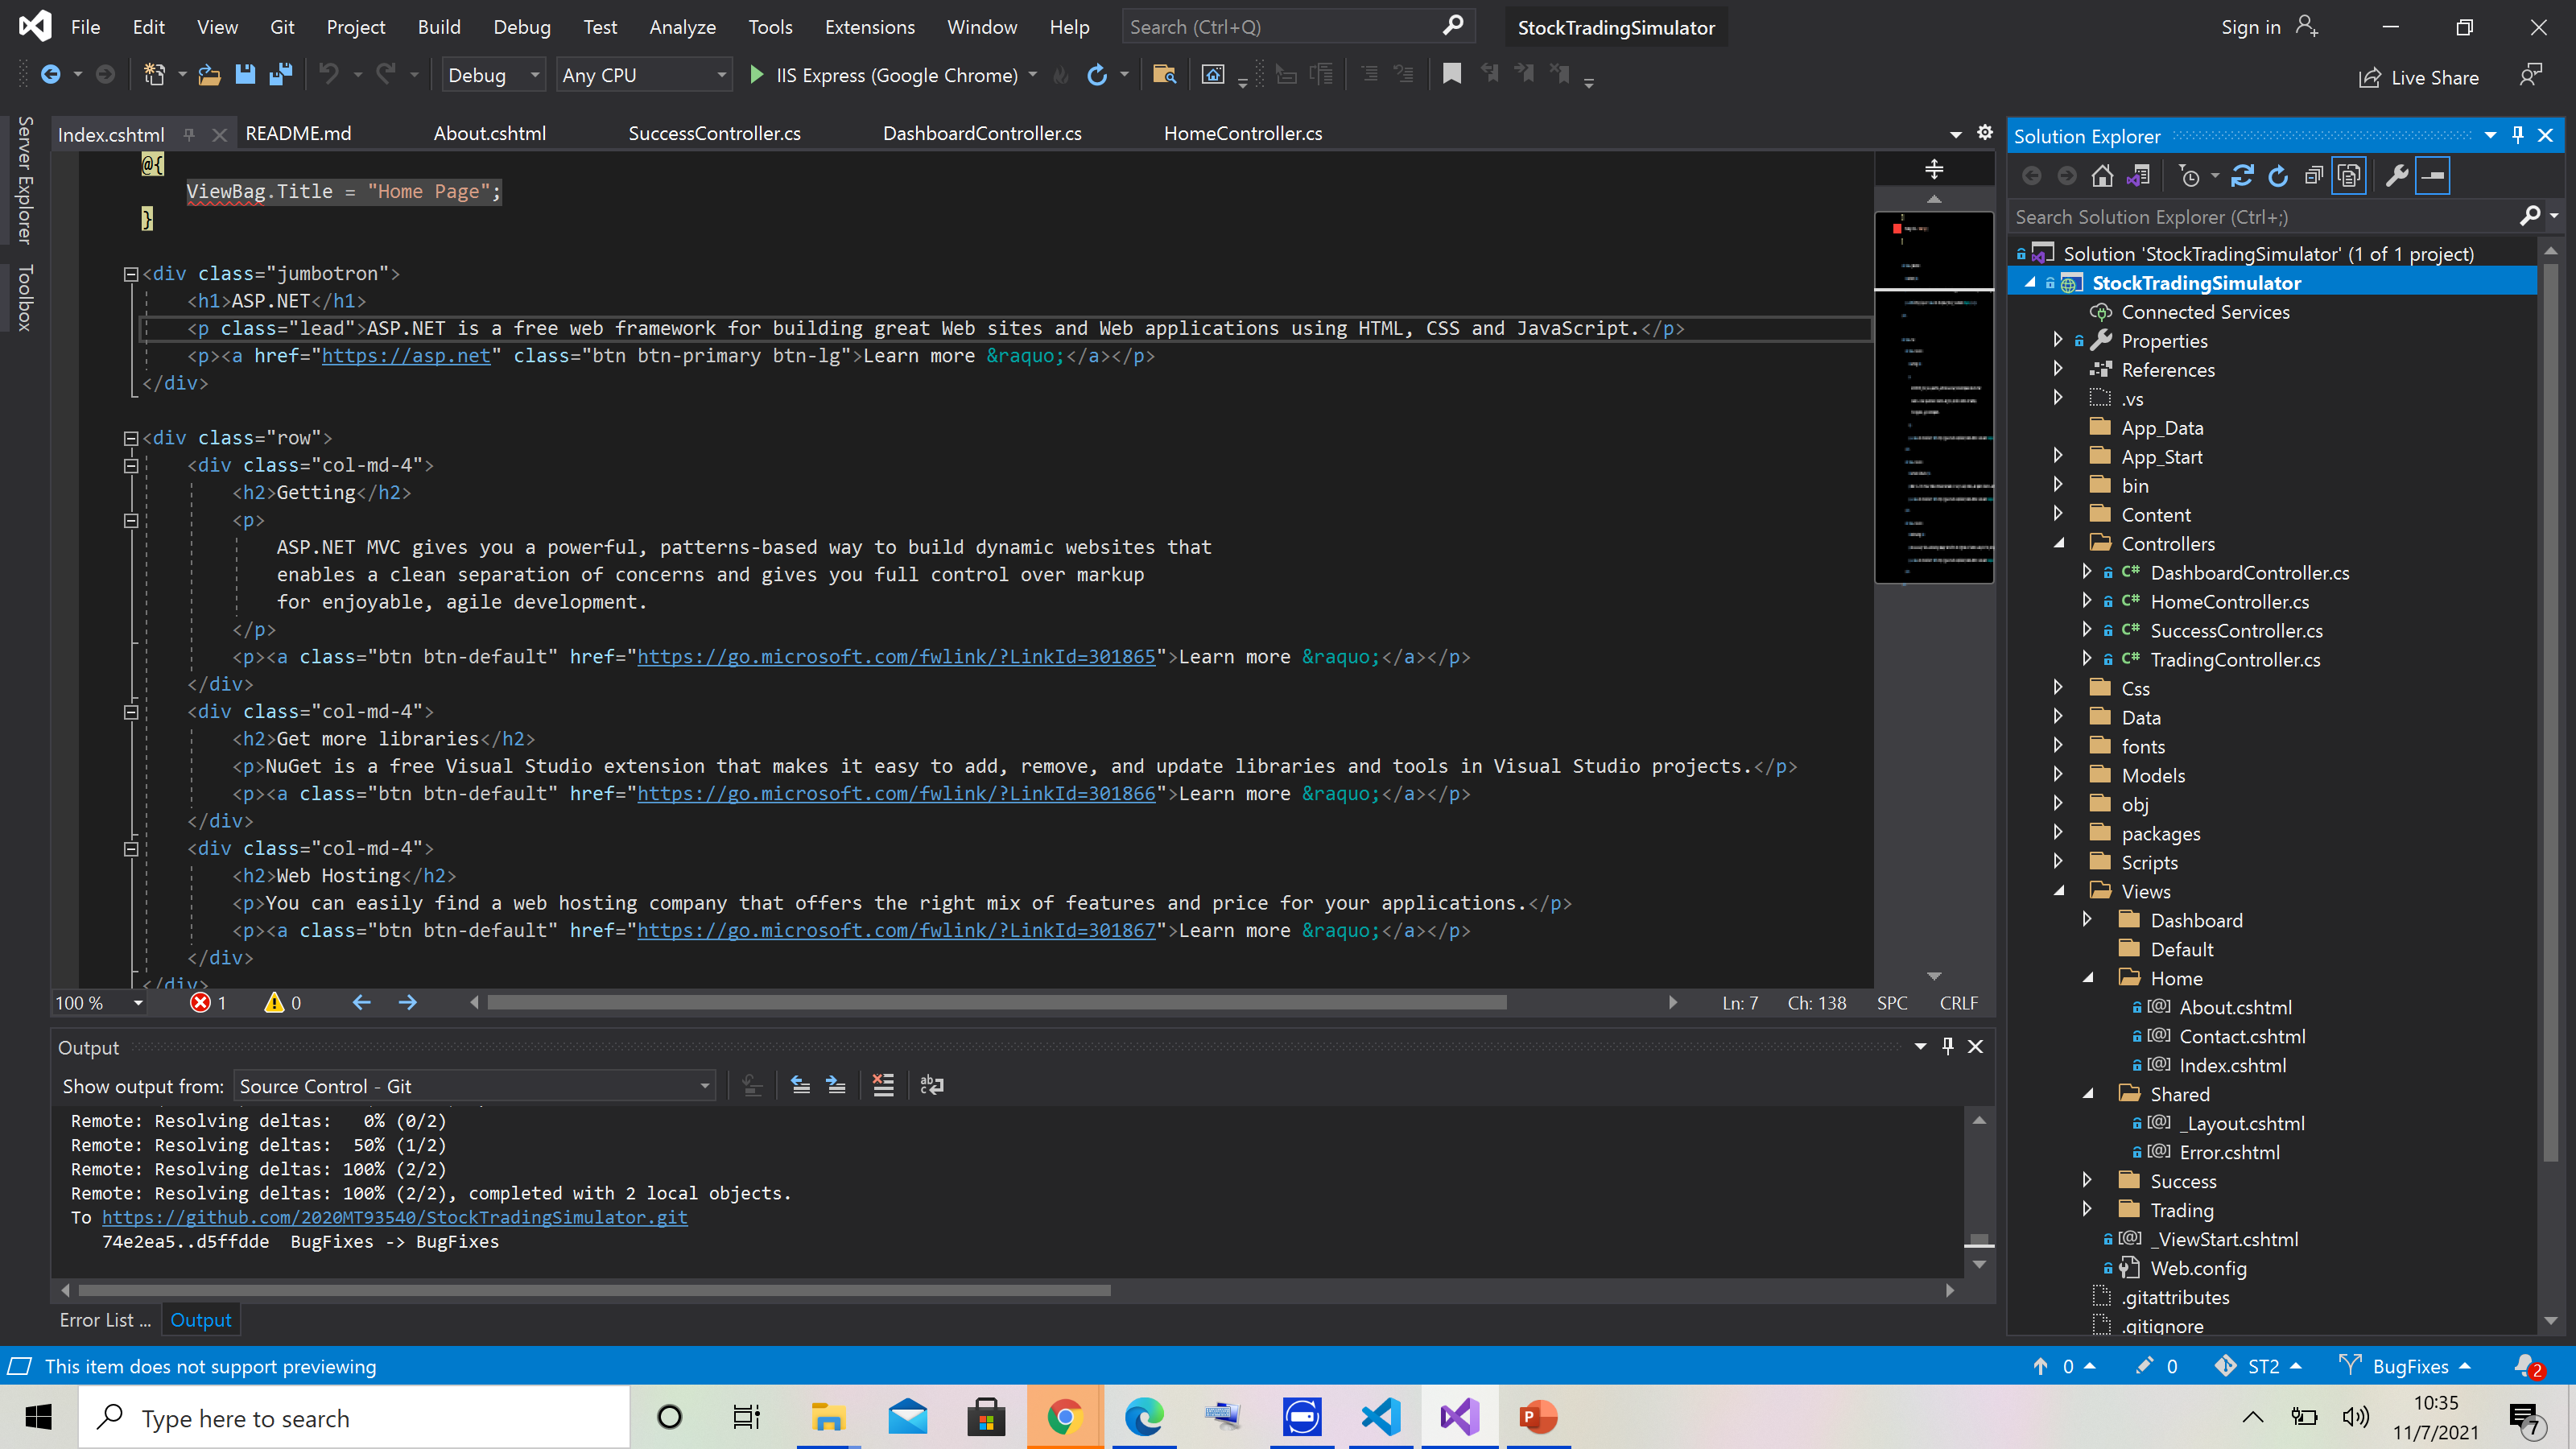 File Edit View Git Project Build Debug Test Analyze Tools Extensions Window Help Search (Ctrl+Q) StockTradingSimulator Sign in
Debug Any CPU IIS Express (Google Chrome) Live Share
Server Explorer
Toolbox
Index.cshtml README.md About.cshtml SuccessController.cs DashboardController.cs HomeController.cs
@{
ViewBag.Title = "Home Page";
}
<div class="jumbotron">
<h1>ASP.NET</h1>
<p class="lead">ASP.NET is a free web framework for building great Web sites and Web applications using HTML, CSS and JavaScript.</p>
<p><a href="https://asp.net" class="btn btn-primary btn-lg">Learn more &raquo;</a></p>
</div>
<div class="row">
<div class="col-md-4">
<h2>Getting</h2>
<p>
ASP.NET MVC gives you a powerful, patterns-based way to build dynamic websites that
enables a clean separation of concerns and gives you full control over markup
for enjoyable, agile development.
</p>
<p><a class="btn btn-default" href="https://go.microsoft.com/fwlink/?LinkId=301865">Learn more &raquo;</a></p>
</div>
<div class="col-md-4">
<h2>Get more libraries</h2>
<p>NuGet is a free Visual Studio extension that makes it easy to add, remove, and update libraries and tools in Visual Studio projects.</p>
<p><a class="btn btn-default" href="https://go.microsoft.com/fwlink/?LinkId=301866">Learn more &raquo;</a></p>
</div>
<div class="col-md-4">
<h2>Web Hosting</h2>
<p>You can easily find a web hosting company that offers the right mix of features and price for your applications.</p>
<p><a class="btn btn-default" href="https://go.microsoft.com/fwlink/?LinkId=301867">Learn more &raquo;</a></p>
</div>
</div>
100 % 1 0 Ln: 7 Ch: 138 SPC CRLF
Output
Show output from: Source Control - Git
Remote: Resolving deltas:   0% (0/2)
Remote: Resolving deltas:  50% (1/2)
Remote: Resolving deltas: 100% (2/2)
Remote: Resolving deltas: 100% (2/2), completed with 2 local objects.
To https://github.com/2020MT93540/StockTradingSimulator.git
74e2ea5..d5ffdde  BugFixes -> BugFixes
Error List ... Output
Solution Explorer
Search Solution Explorer (Ctrl+;)
Solution 'StockTradingSimulator' (1 of 1 project)
StockTradingSimulator
Connected Services
Properties
References
.vs
App_Data
App_Start
bin
Content
Controllers
C# DashboardController.cs
C# HomeController.cs
C# SuccessController.cs
C# TradingController.cs
Css
Data
fonts
Models
obj
packages
Scripts
Views
Dashboard
Default
Home
[@] About.cshtml
[@] Contact.cshtml
[@] Index.cshtml
Shared
[@] _Layout.cshtml
[@] Error.cshtml
Success
Trading
[@] _ViewStart.cshtml
Web.config
.gitattributes
.gitignore
This item does not support previewing 0 0 ST2 BugFixes 2
Type here to search
10:35
11/7/2021
7